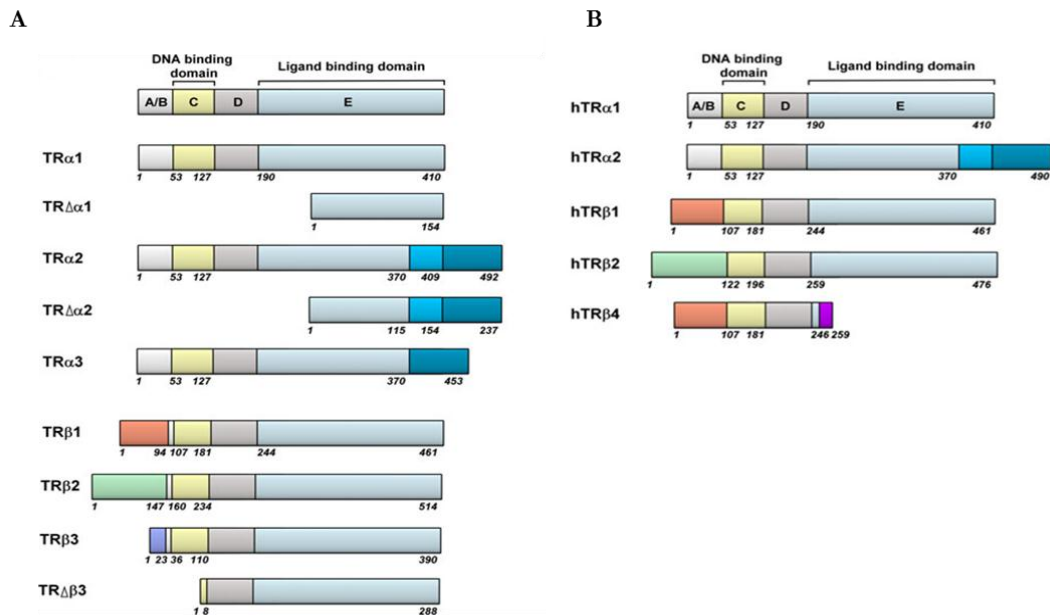 A
DNA binding domain
Ligand binding domain
A/B C D E
TRα1
1 53 127 190 410
TRΔα1
1 154
TRα2
1 53 127 370 409 492
TRΔα2
1 115 154 237
TRα3
1 53 127 370 453
TRβ1
1 94 107 181 244 461
TRβ2
1 147 160 234 514
TRβ3
1 23 36 110 390
TRΔβ3
1 8 288
B
DNA binding domain
Ligand binding domain
hTRα1
A/B C D E
1 53 127 190 410
hTRα2
1 53 127 370 490
hTRβ1
1 107 181 244 461
hTRβ2
1 122 196 259 476
hTRβ4
1 107 181 246 259